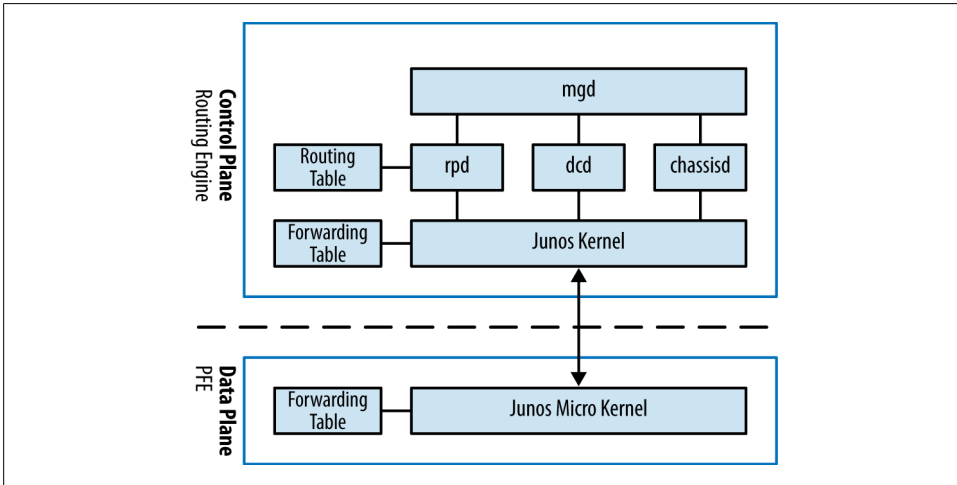 Control Plane
Routing Engine
mgd
Routing
Table
rpd
dcd
chassisd
Forwarding
Table
Junos Kernel
Data Plane
PFE
Forwarding
Table
Junos Micro Kernel